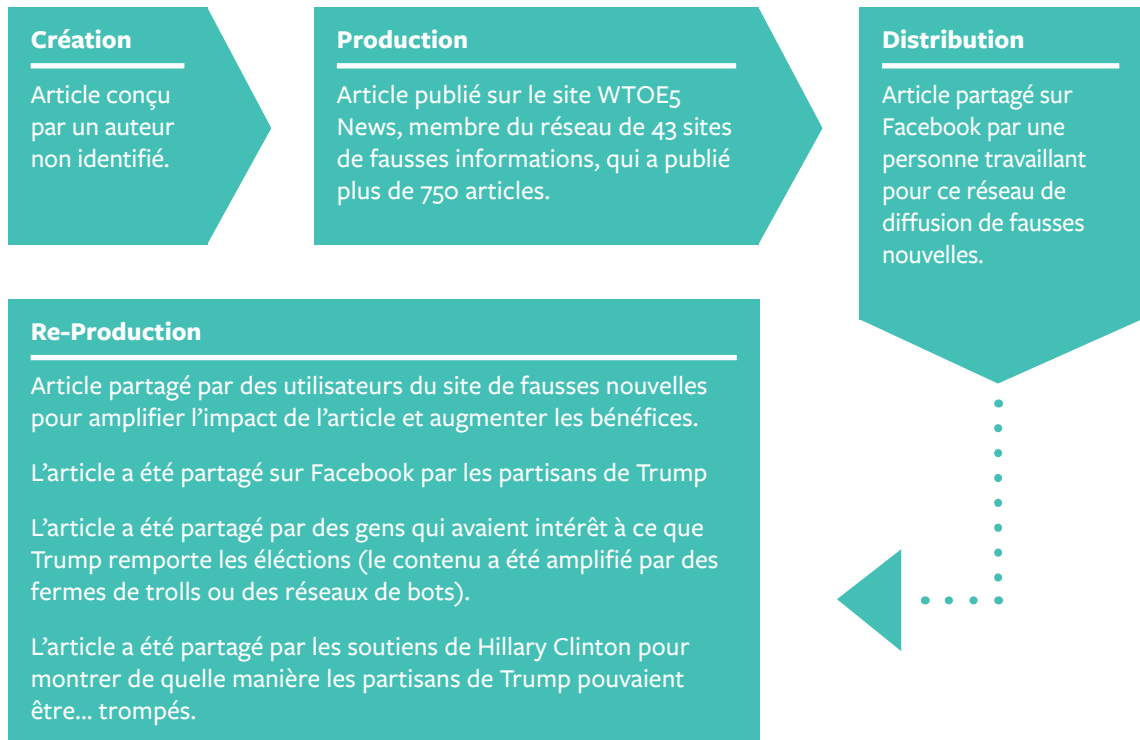 Création
Article conçu
par un auteur
non identifié.
Production
Article publié sur le site WTOE5
News, membre du réseau de 43 sites
de fausses informations, qui a publié
plus de 750 articles.
Distribution
Article partagé sur
Facebook par une
personne travaillant
pour ce réseau de
diffusion de fausses
nouvelles.
Re-Production
Article partagé par des utilisateurs du site de fausses nouvelles
pour amplifier l’impact de l’article et augmenter les bénéfices.
L’article a été partagé sur Facebook par les partisans de Trump
L’article a été partagé par des gens qui avaient intérêt à ce que
Trump remporte les éléctions (le contenu a été amplifié par des
fermes de trolls ou des réseaux de bots).
L’article a été partagé par les soutiens de Hillary Clinton pour
montrer de quelle manière les partisans de Trump pouvaient
être... trompés.